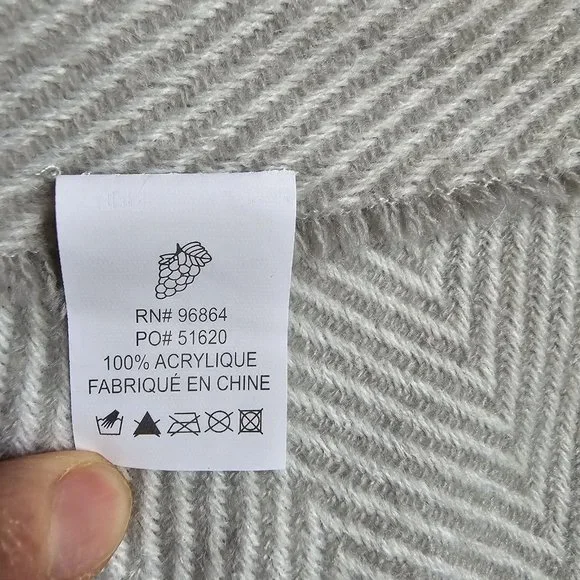 RN# 96864
PO# 51620
100% ACRYLIQUE
FABRIQUÉ EN CHINE